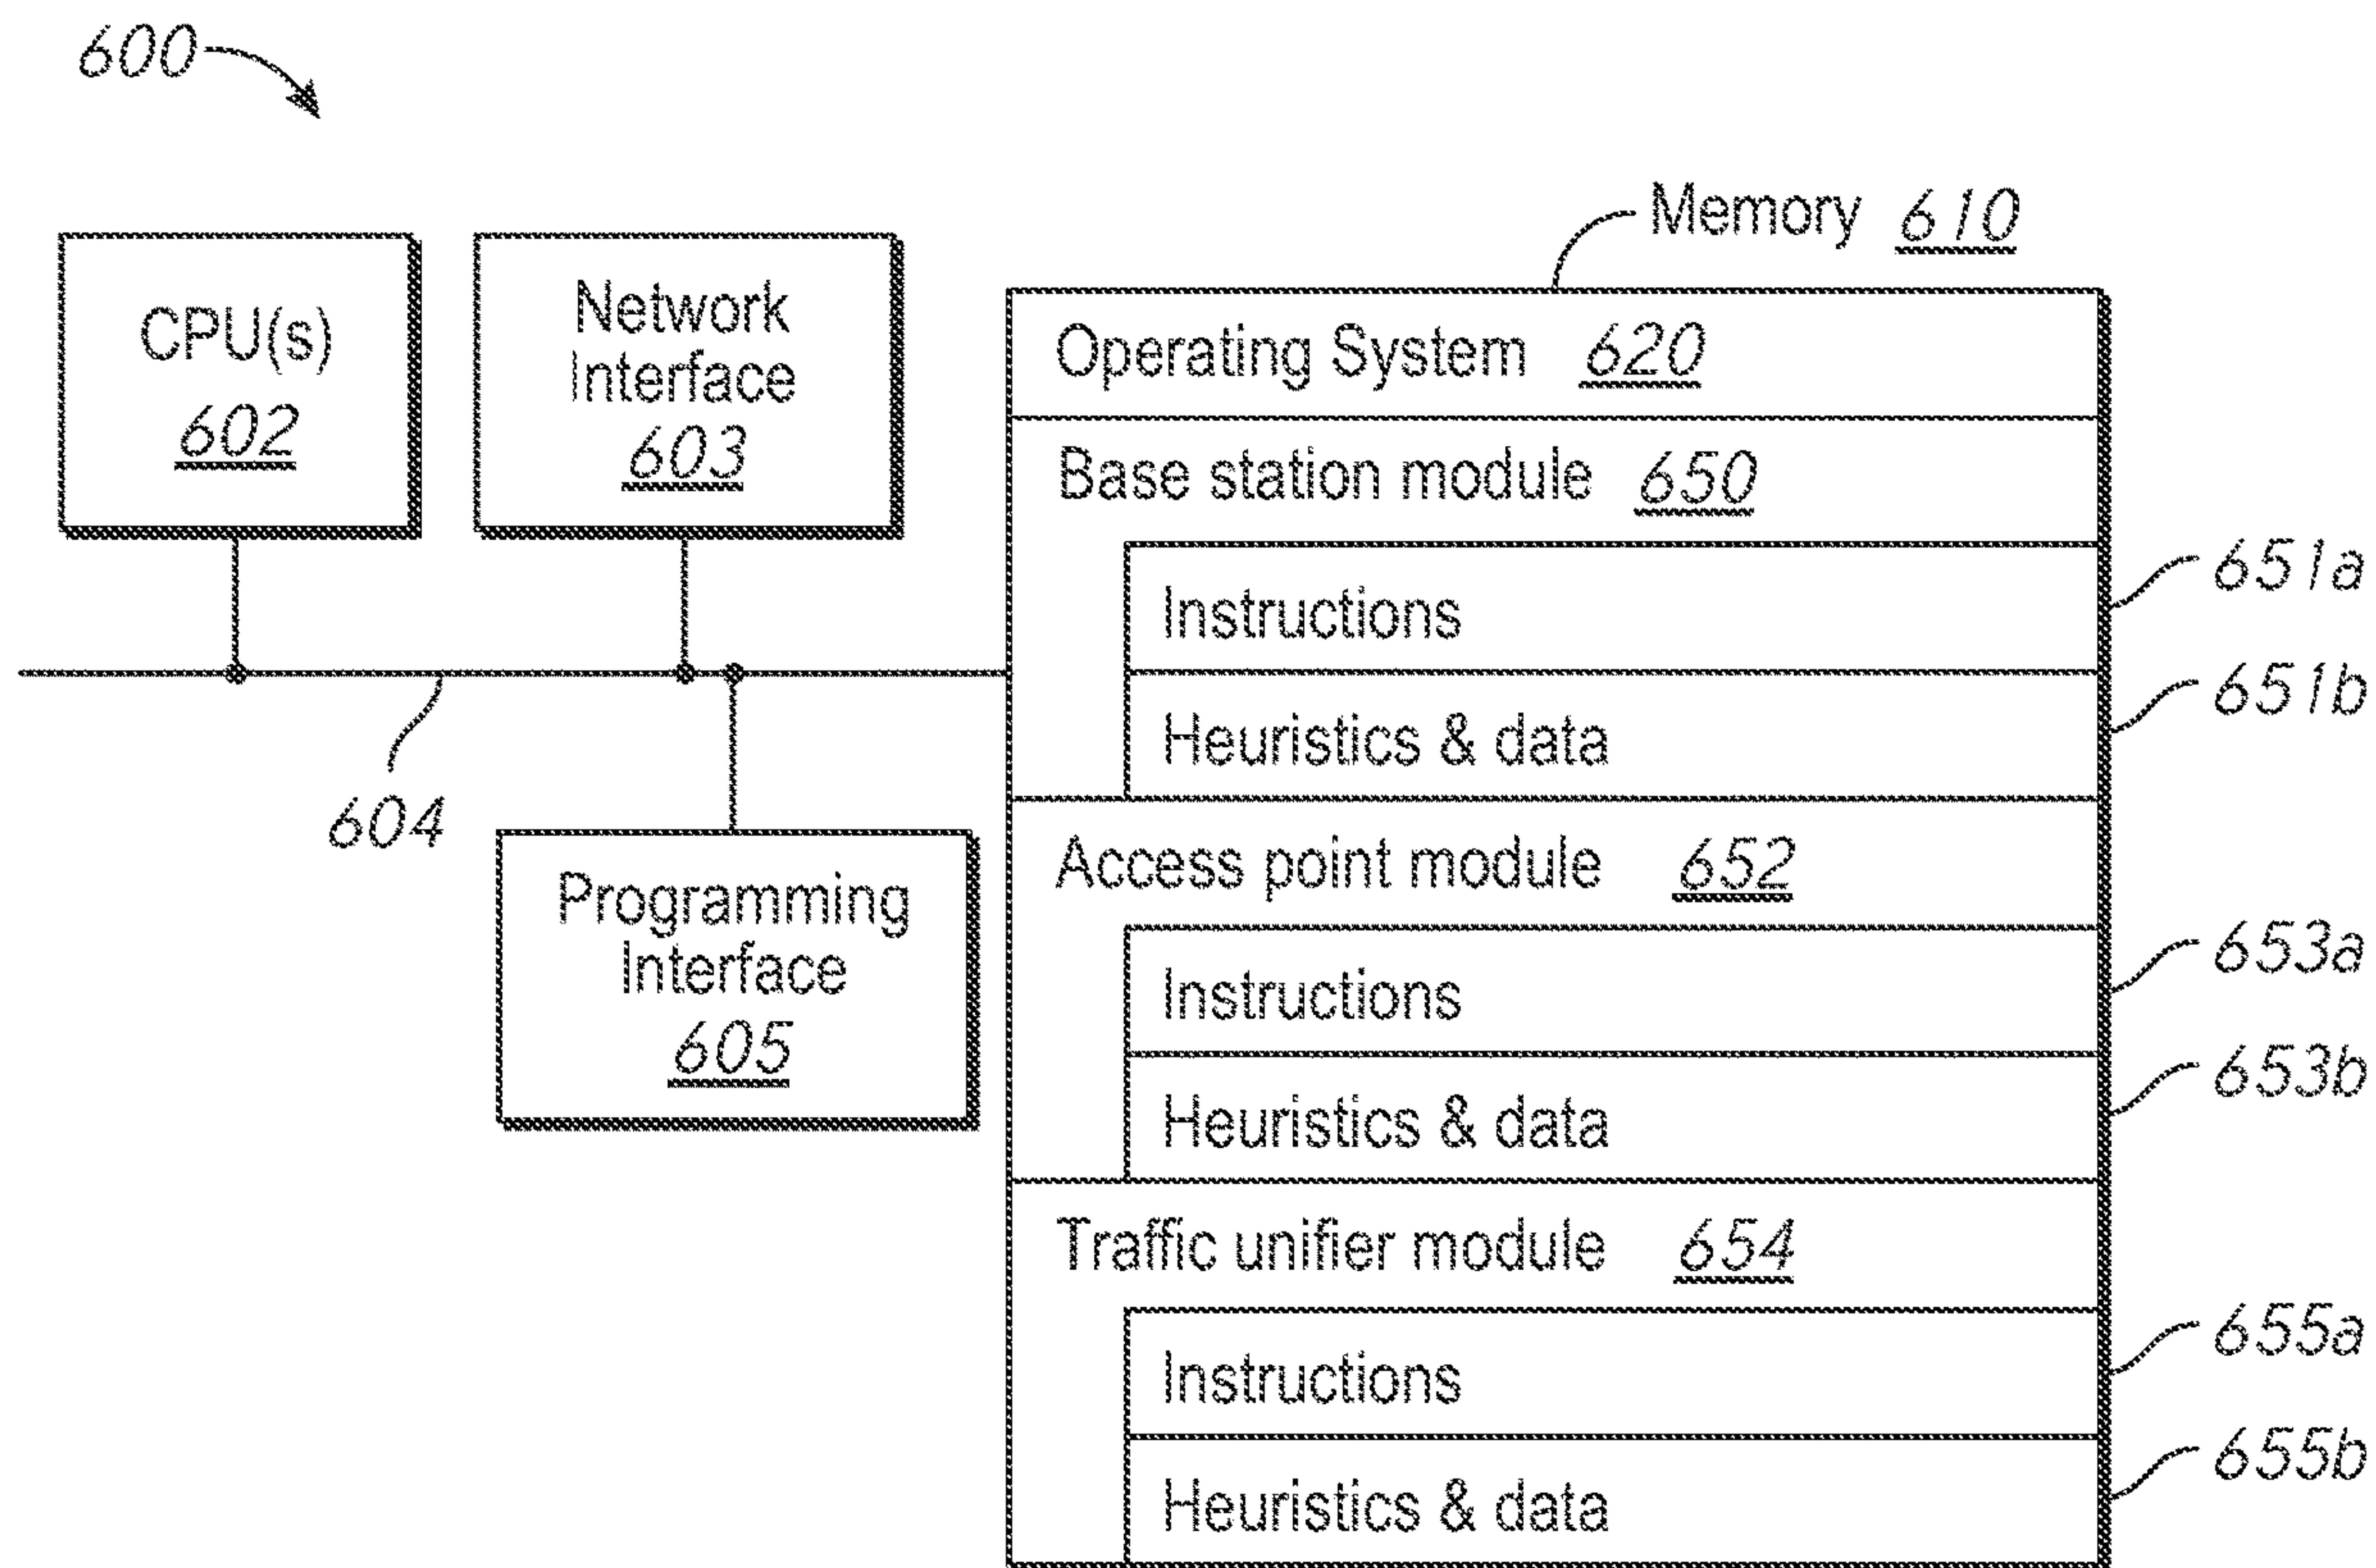 600
CPU(s)
602
Network
Interface
603
604
Programming
Interface
605
Memory 610
Operating System 620
Base station module 650
Instructions
651a
Heuristics & data
651b
Access point module 652
Instructions
653a
Heuristics & data
653b
Traffic unifier module 654
Instructions
655a
Heuristics & data
655b